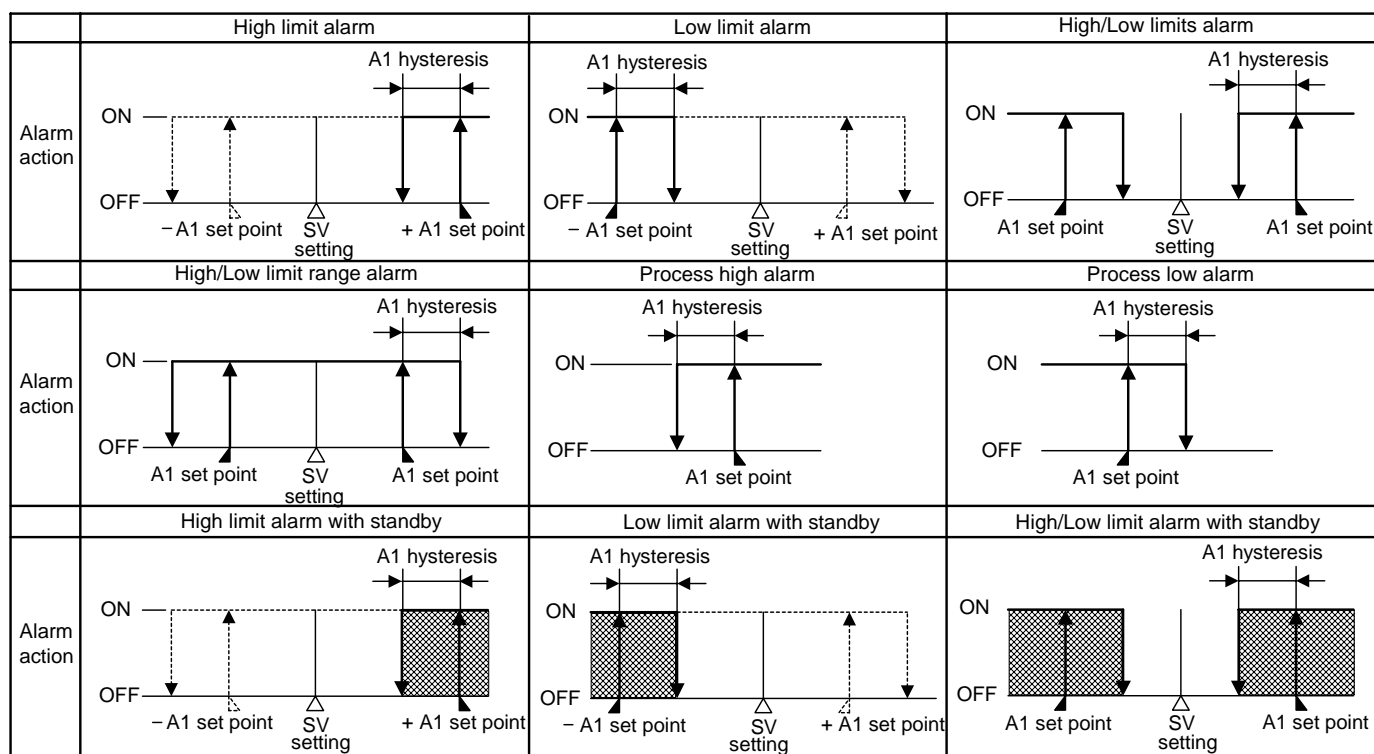 High limit alarm
Low limit alarm
High/Low limits alarm
Alarm
action
A1 hysteresis
ON
OFF
– A1 set point
SV
setting
+ A1 set point
A1 hysteresis
ON
OFF
– A1 set point
SV
setting
+ A1 set point
A1 hysteresis
ON
OFF
A1 set point
SV
setting
A1 set point
High/Low limit range alarm
Process high alarm
Process low alarm
Alarm
action
A1 hysteresis
ON
OFF
A1 set point
SV
setting
A1 set point
A1 hysteresis
ON
OFF
A1 set point
A1 hysteresis
ON
OFF
A1 set point
High limit alarm with standby
Low limit alarm with standby
High/Low limit alarm with standby
Alarm
action
A1 hysteresis
ON
OFF
– A1 set point
SV
setting
+ A1 set point
A1 hysteresis
ON
OFF
– A1 set point
SV
setting
+ A1 set point
A1 hysteresis
ON
OFF
A1 set point
SV
setting
A1 set point